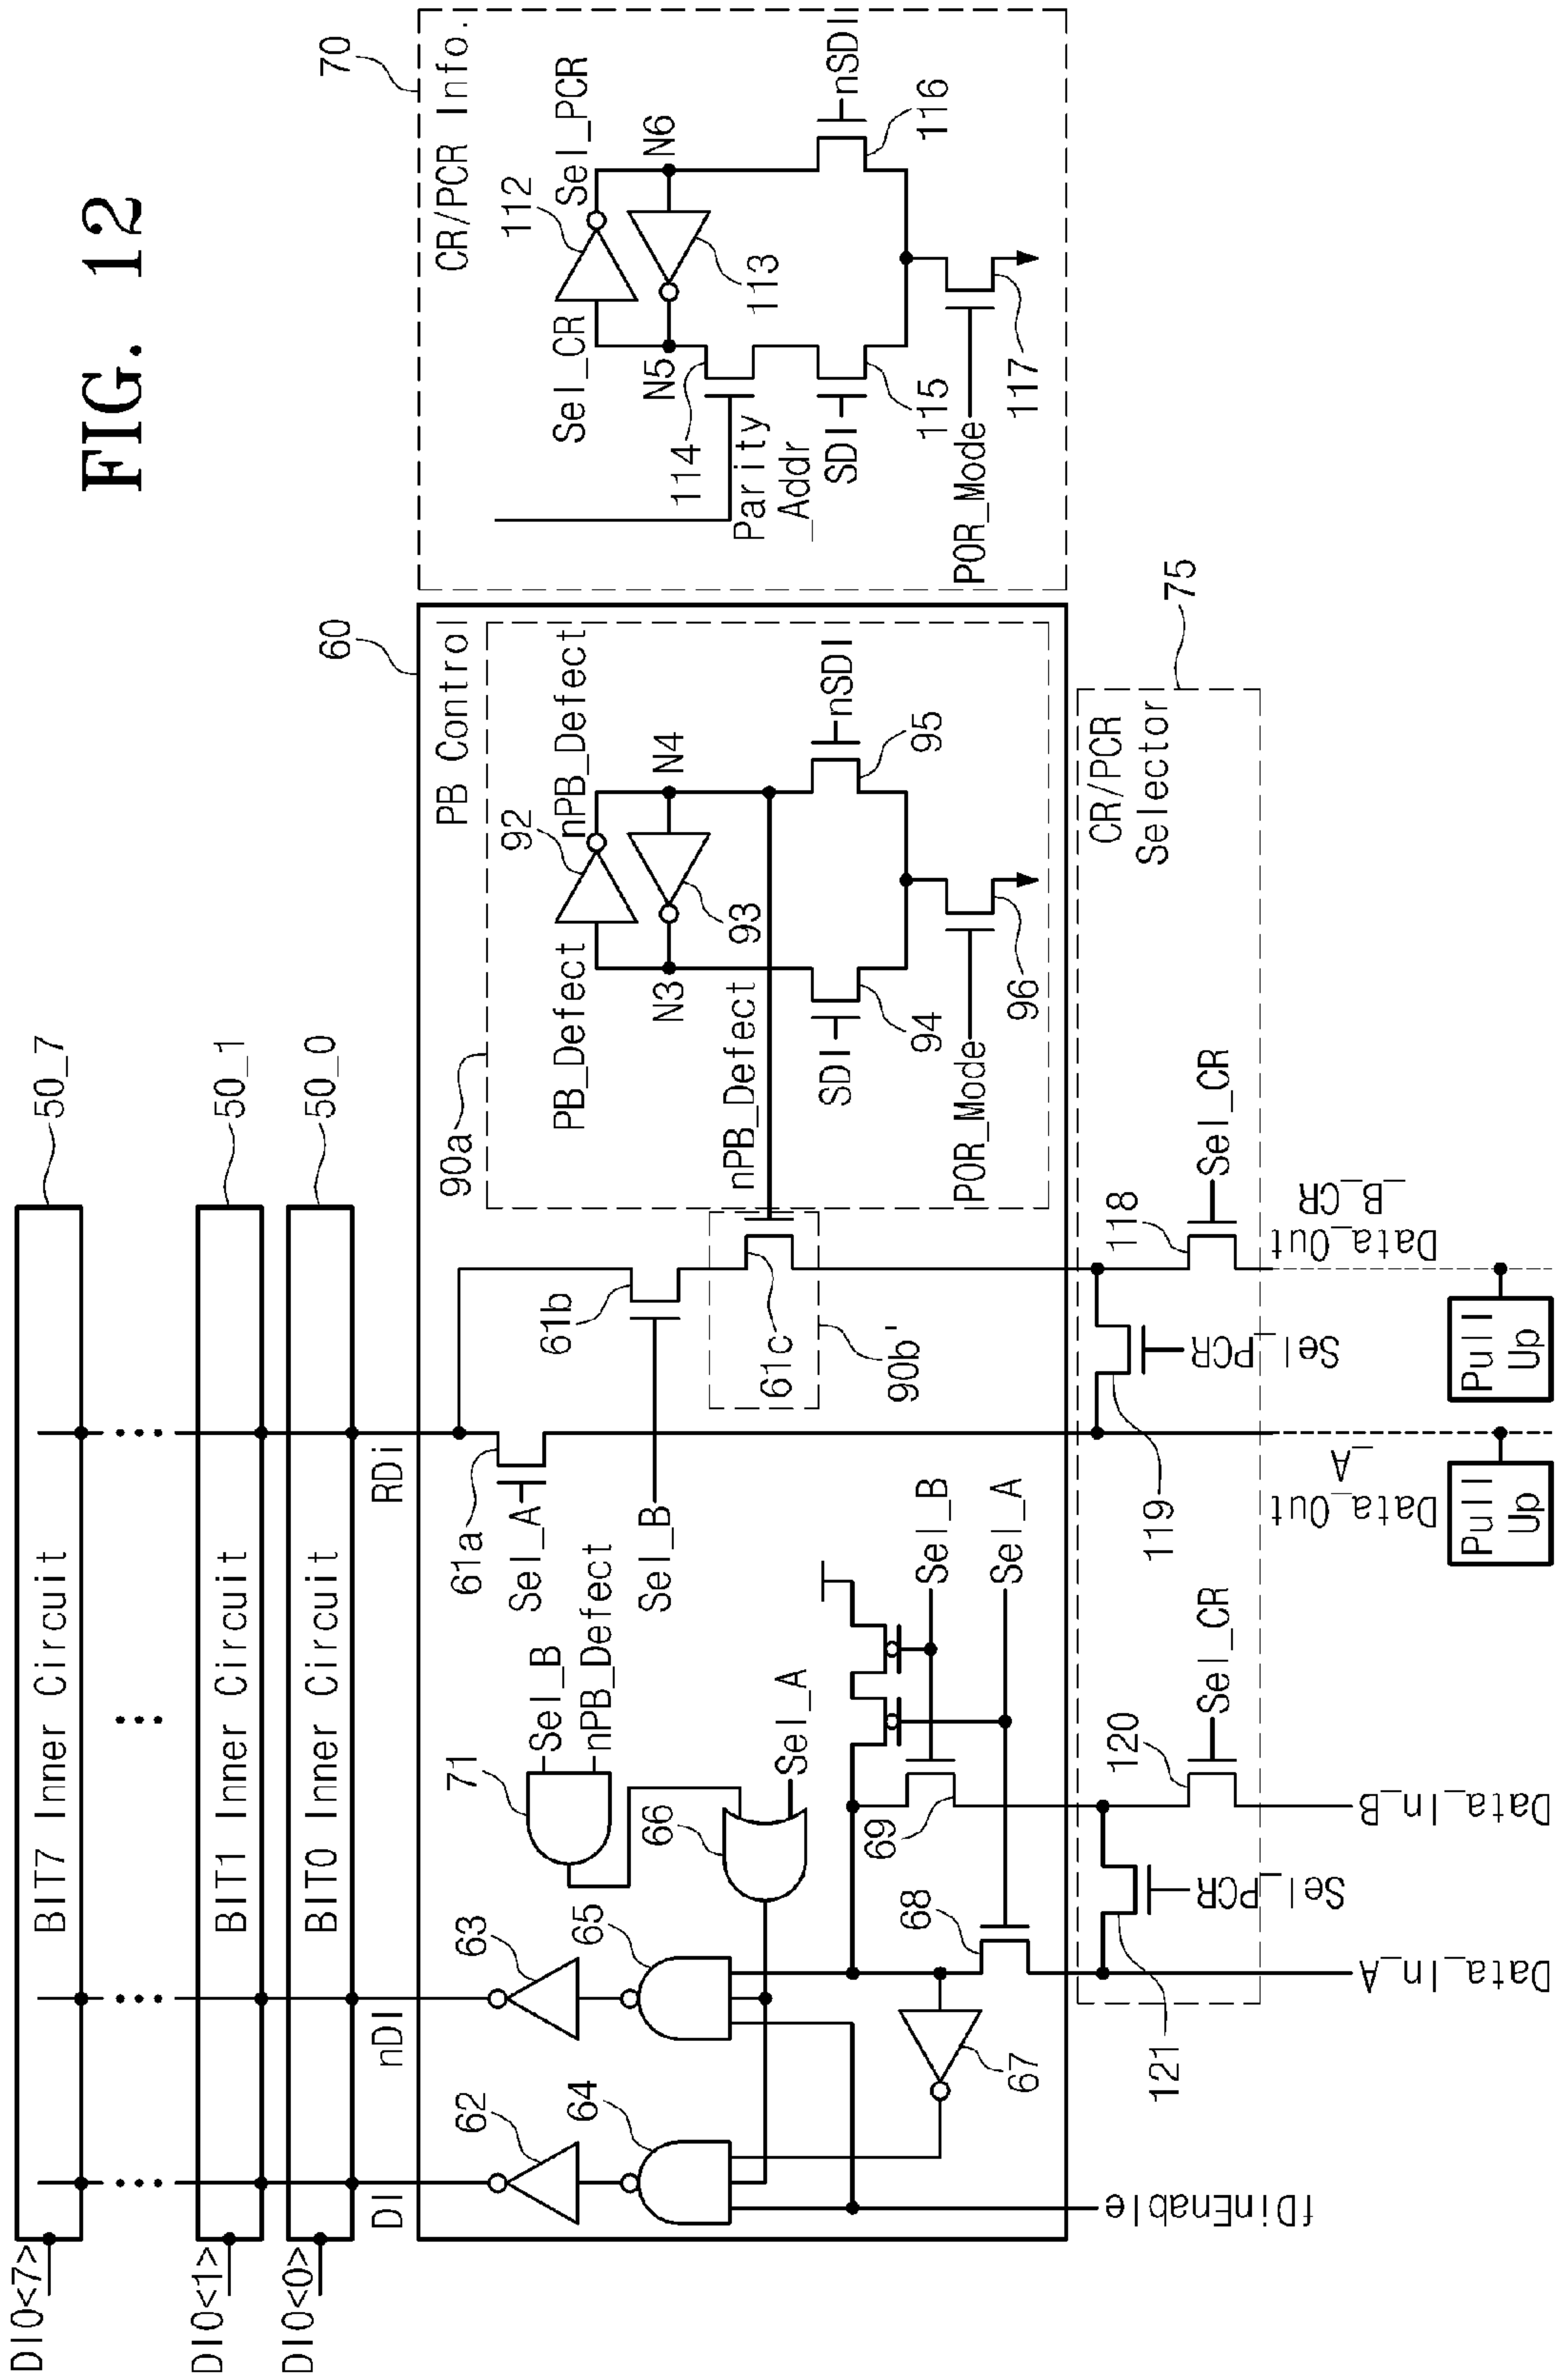 FIG. 12
DIO<7>
BIT7 Inner Circuit
50_7
DIO<1>
BIT1 Inner Circuit
50_1
DIO<0>
BIT0 Inner Circuit
50_0
DI
nDI
RDi
60
PB Control
62
63
64
65
66
67
68
69
71
Sel_B
nPB_Defect
Sel_A
Sel_B
Sel_A
61a
Sel_A
Sel_B
61b
61c
90b'
90a
PB_Defect
nPB_Defect
92
93
N3
N4
nPB_Defect
SDI
nSDI
94
95
POR_Mode
96
70
CR/PCR Info.
Sel_CR
Sel_PCR
112
113
N5
N6
114
Parity
_Addr
SDI
nSDI
115
116
POR_Mode
117
75
CR/PCR
Selector
118
Sel_CR
119
Sel_PCR
120
Sel_CR
121
Sel_PCR
fDinEnable
Data_In_A
Data_In_B
Data_Out
_A
Data_Out
_B_CR
Pull
Up
Pull
Up